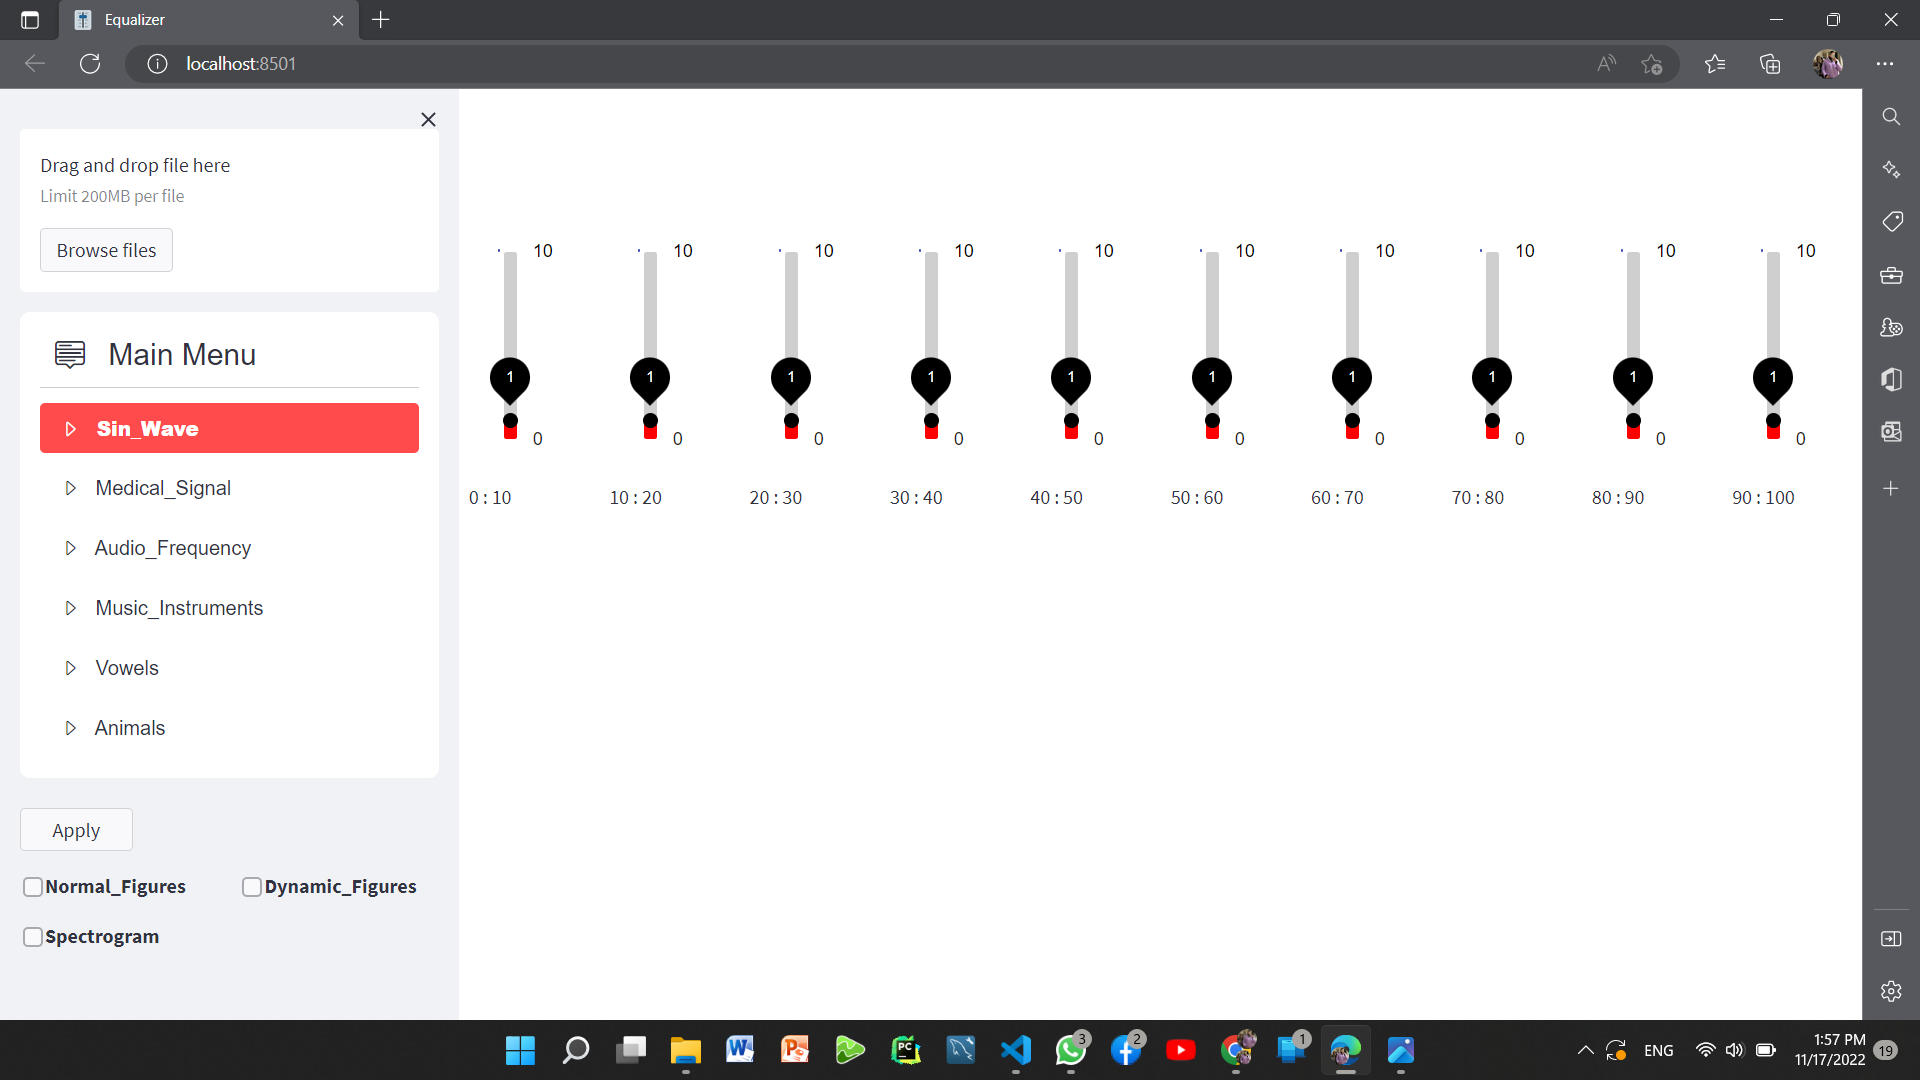 Equalizer
localhost:8501
Drag and drop file here
Limit 200MB per file
Browse files
Main Menu
Sin_Wave
Medical_Signal
Audio_Frequency
Music_Instruments
Vowels
Animals
Apply
Normal_Figures Dynamic_Figures
Spectrogram
10 10 10 10 10 10 10 10 10 10
1 1 1 1 1 1 1 1 1 1
0 0 0 0 0 0 0 0 0 0
0 : 10 10 : 20 20 : 30 30 : 40 40 : 50 50 : 60 60 : 70 70 : 80 80 : 90 90 : 100
W P PC 3 2 1
ENG
1:57 PM
11/17/2022
19